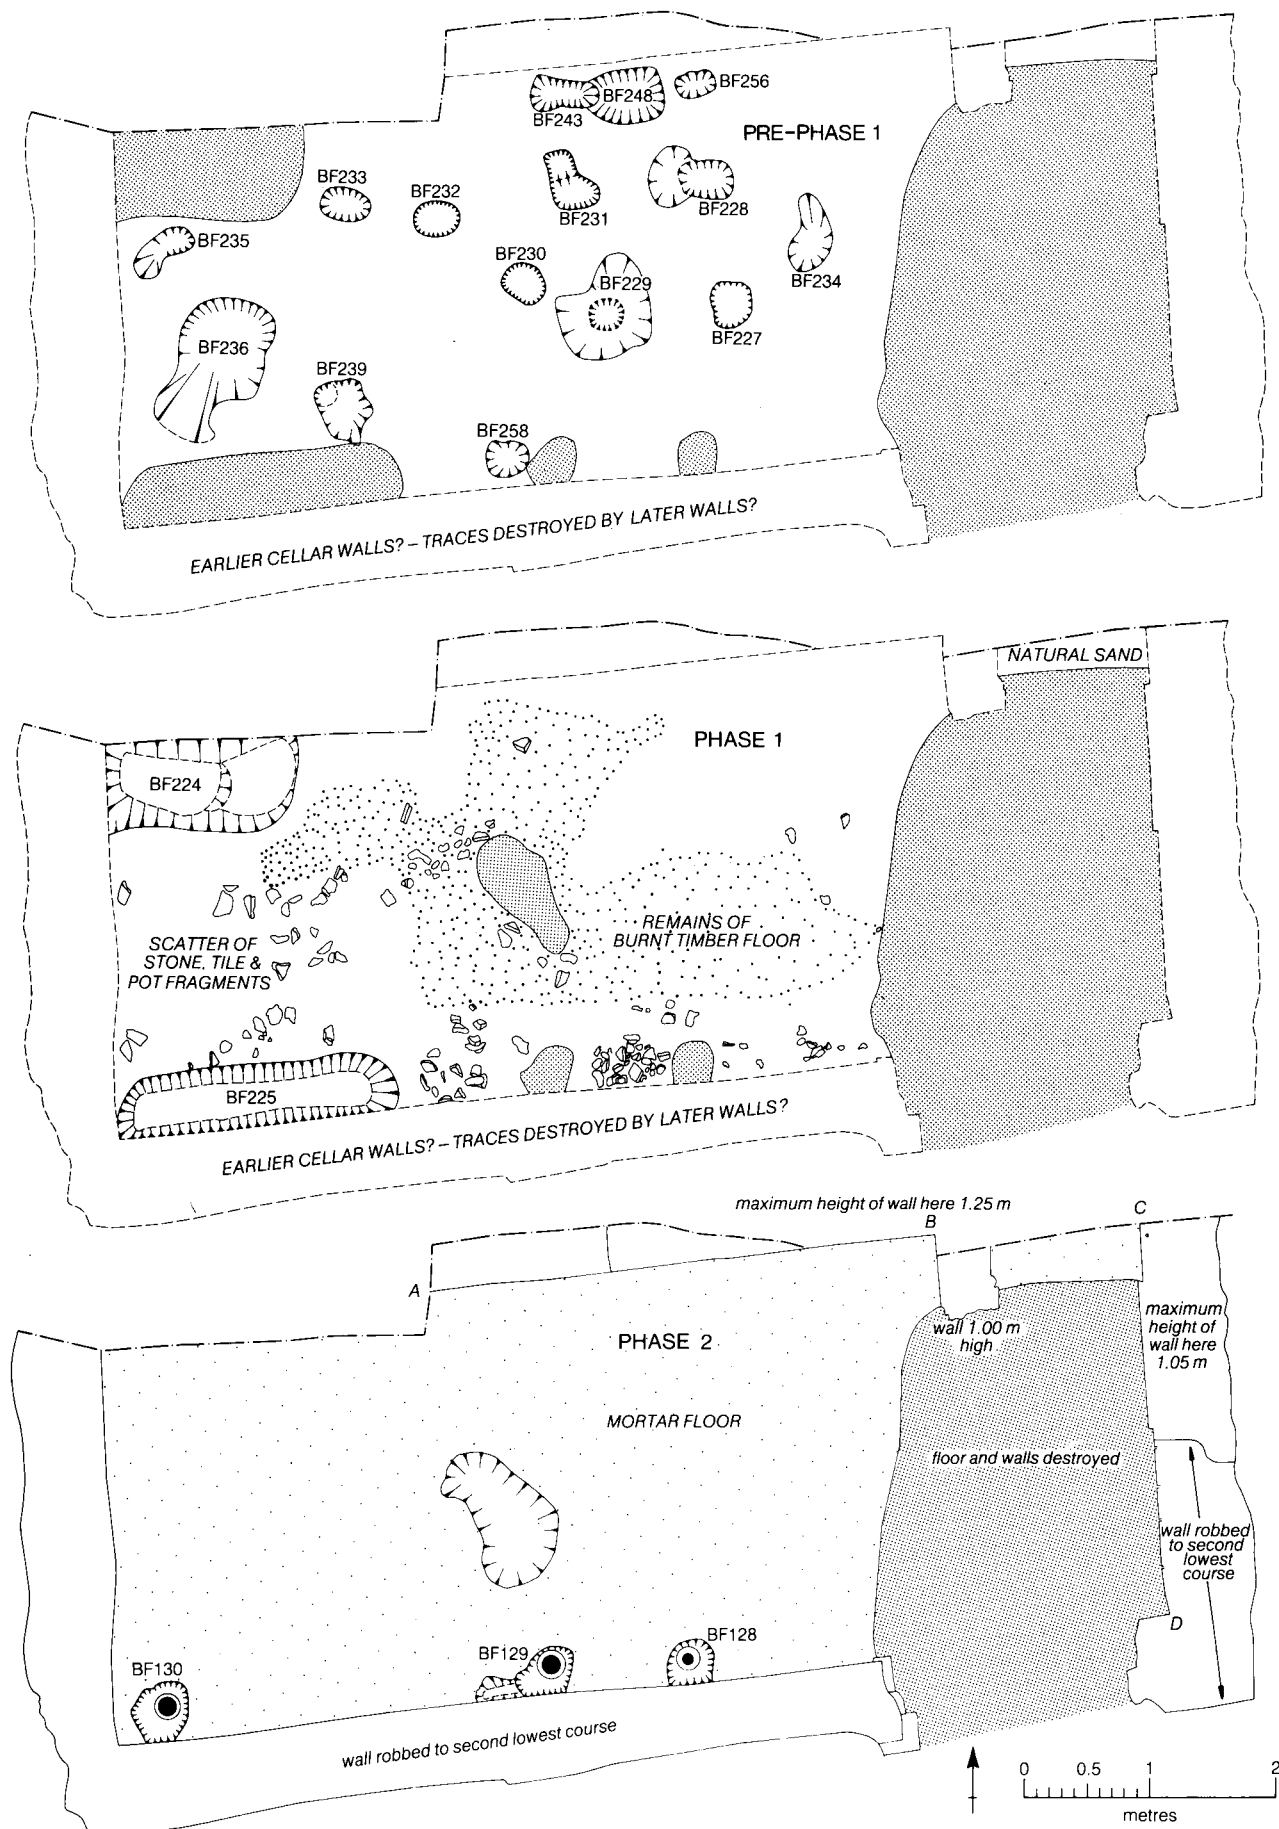 BF256
BF248
BF243
PRE-PHASE 1
BF233
BF232
BF231
BF228
BF235
BF230
BF229
BF234
BF227
BF236
BF239
BF258
EARLIER CELLAR WALLS? – TRACES DESTROYED BY LATER WALLS?
NATURAL SAND
PHASE 1
BF224
REMAINS OF
BURNT TIMBER FLOOR
SCATTER OF
STONE, TILE &
POT FRAGMENTS
BF225
EARLIER CELLAR WALLS? – TRACES DESTROYED BY LATER WALLS?
maximum height of wall here 1.25 m
B
C
A
PHASE 2
wall 1.00 m
high
maximum
height of
wall here
1.05 m
MORTAR FLOOR
floor and walls destroyed
wall robbed
to second
lowest
course
D
BF130
BF129
BF128
wall robbed to second lowest course
0 0.5 1 2
metres